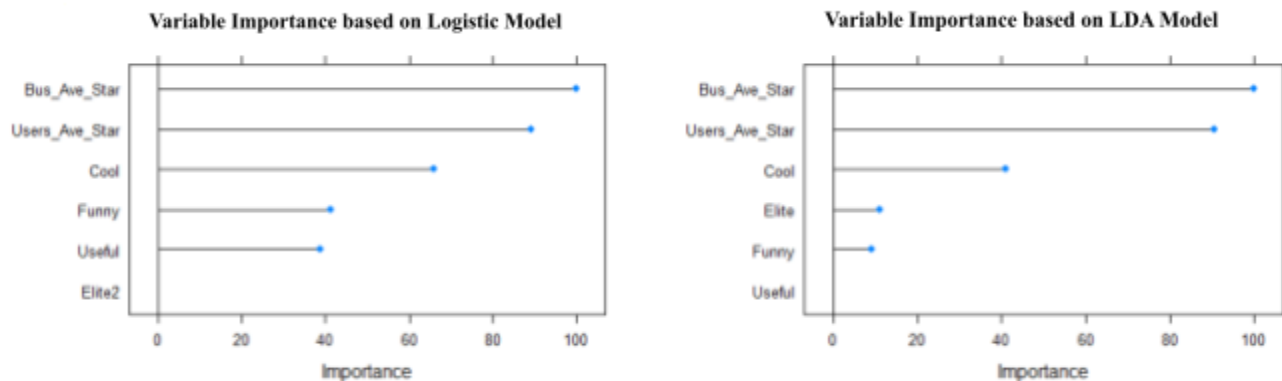 Variable Importance based on Logistic Model
Bus_Ave_Star
Users_Ave_Star
Cool
Funny
Useful
Elite2
0 20 40 60 80 100
Importance
Variable Importance based on LDA Model
Bus_Ave_Star
Users_Ave_Star
Cool
Elite
Funny
Useful
0 20 40 60 80 100
Importance